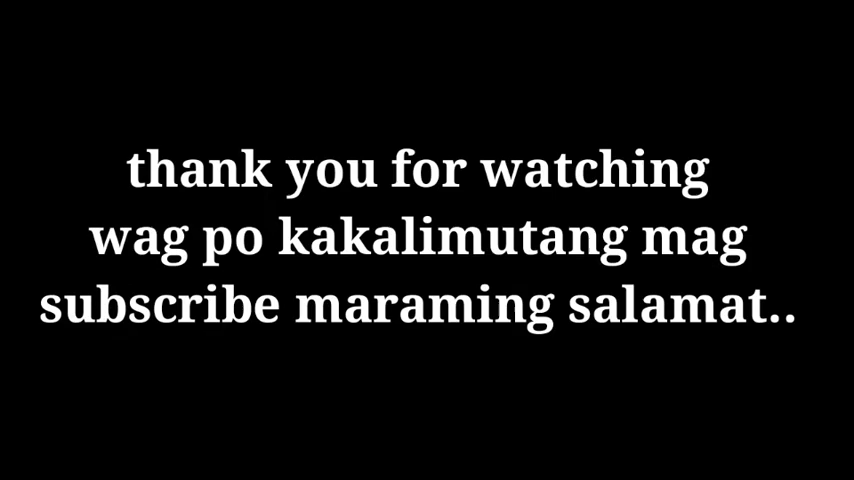 thank you for watching
wag po kakalimutang mag
subscribe maraming salamat..